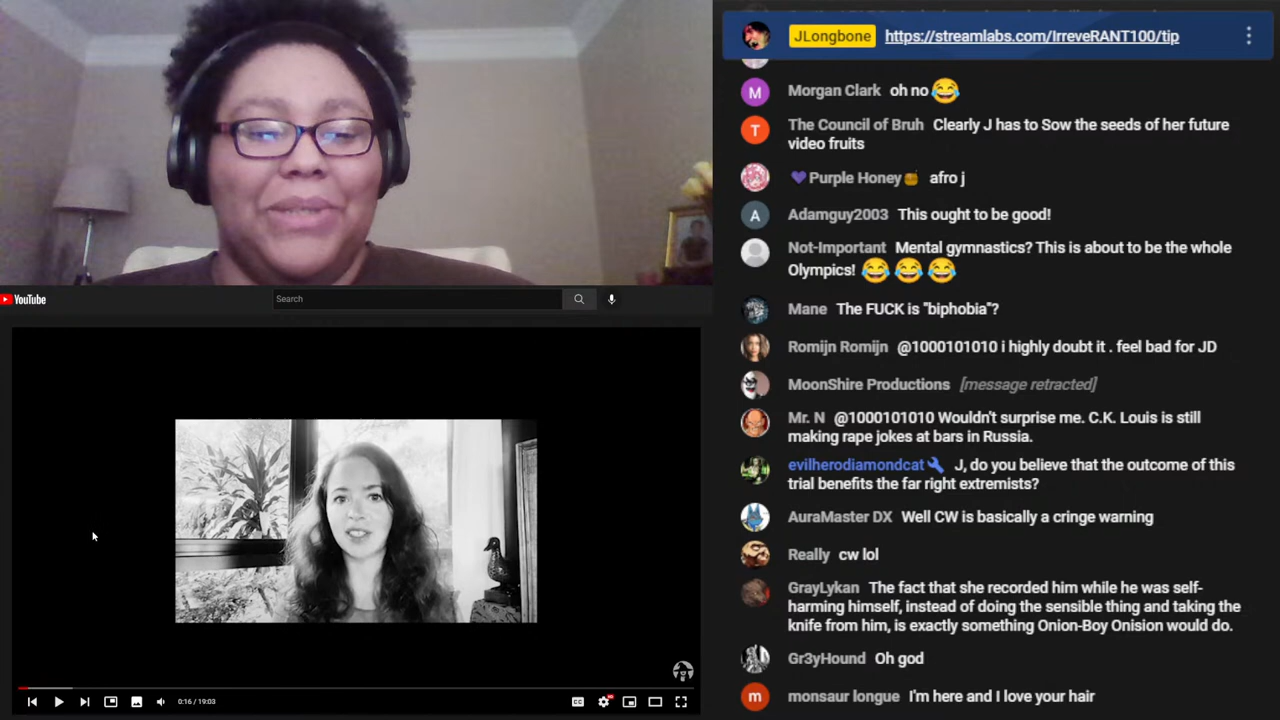 JLongbone https://streamlabs.com/IrreveRANT100/tip
M Morgan Clark oh no😂
T The Council of Bruh Clearly J has to Sow the seeds of her future
video fruits
💜Purple Honey🍯 afro j
A Adamguy2003 This ought to be good!
Not-Important Mental gymnastics? This is about to be the whole
Olympics! 😂 😂 😂
Mane The FUCK is "biphobia"?
Romijn Romijn @1000101010 i highly doubt it . feel bad for JD
MoonShire Productions [message retracted]
Mr. N @1000101010 Wouldn't surprise me. C.K. Louis is still
making rape jokes at bars in Russia.
evilherodiamondcat🔧 J, do you believe that the outcome of this
trial benefits the far right extremists?
AuraMaster DX Well CW is basically a cringe warning
Really cw lol
GrayLykan The fact that she recorded him while he was self-
harming himself, instead of doing the sensible thing and taking the
knife from him, is exactly something Onion-Boy Onision would do.
Gr3yHound Oh god
m monsaur longue I'm here and I love your hair
YouTube
Search
0:16 / 19:03
CC
HD